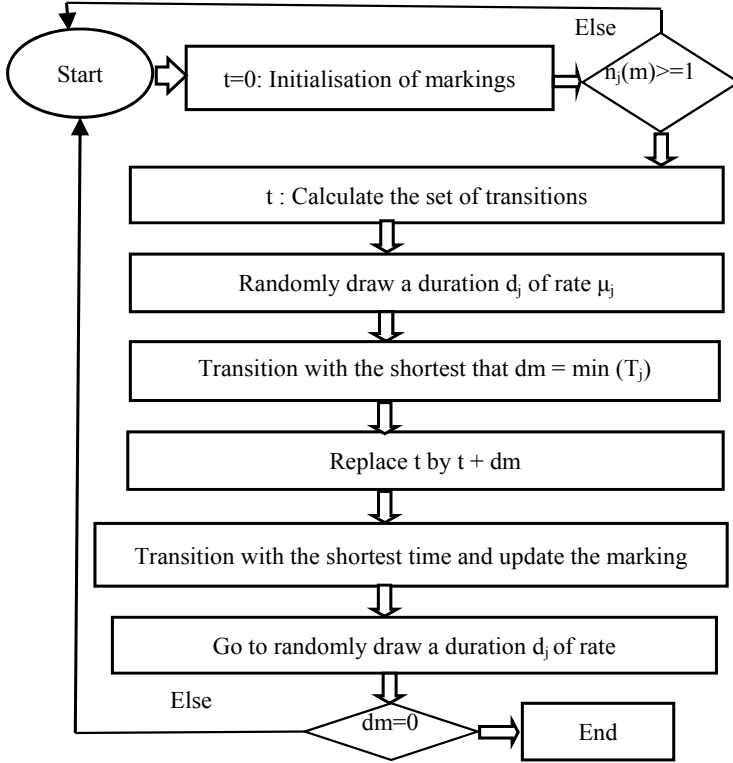 Else
Start
t=0: Initialisation of markings
nj(m)>=1
t : Calculate the set of transitions
Randomly draw a duration dj of rate μj
Transition with the shortest that dm = min (Tj)
Replace t by t + dm
Transition with the shortest time and update the marking
Go to randomly draw a duration dj of rate
Else
dm=0
End